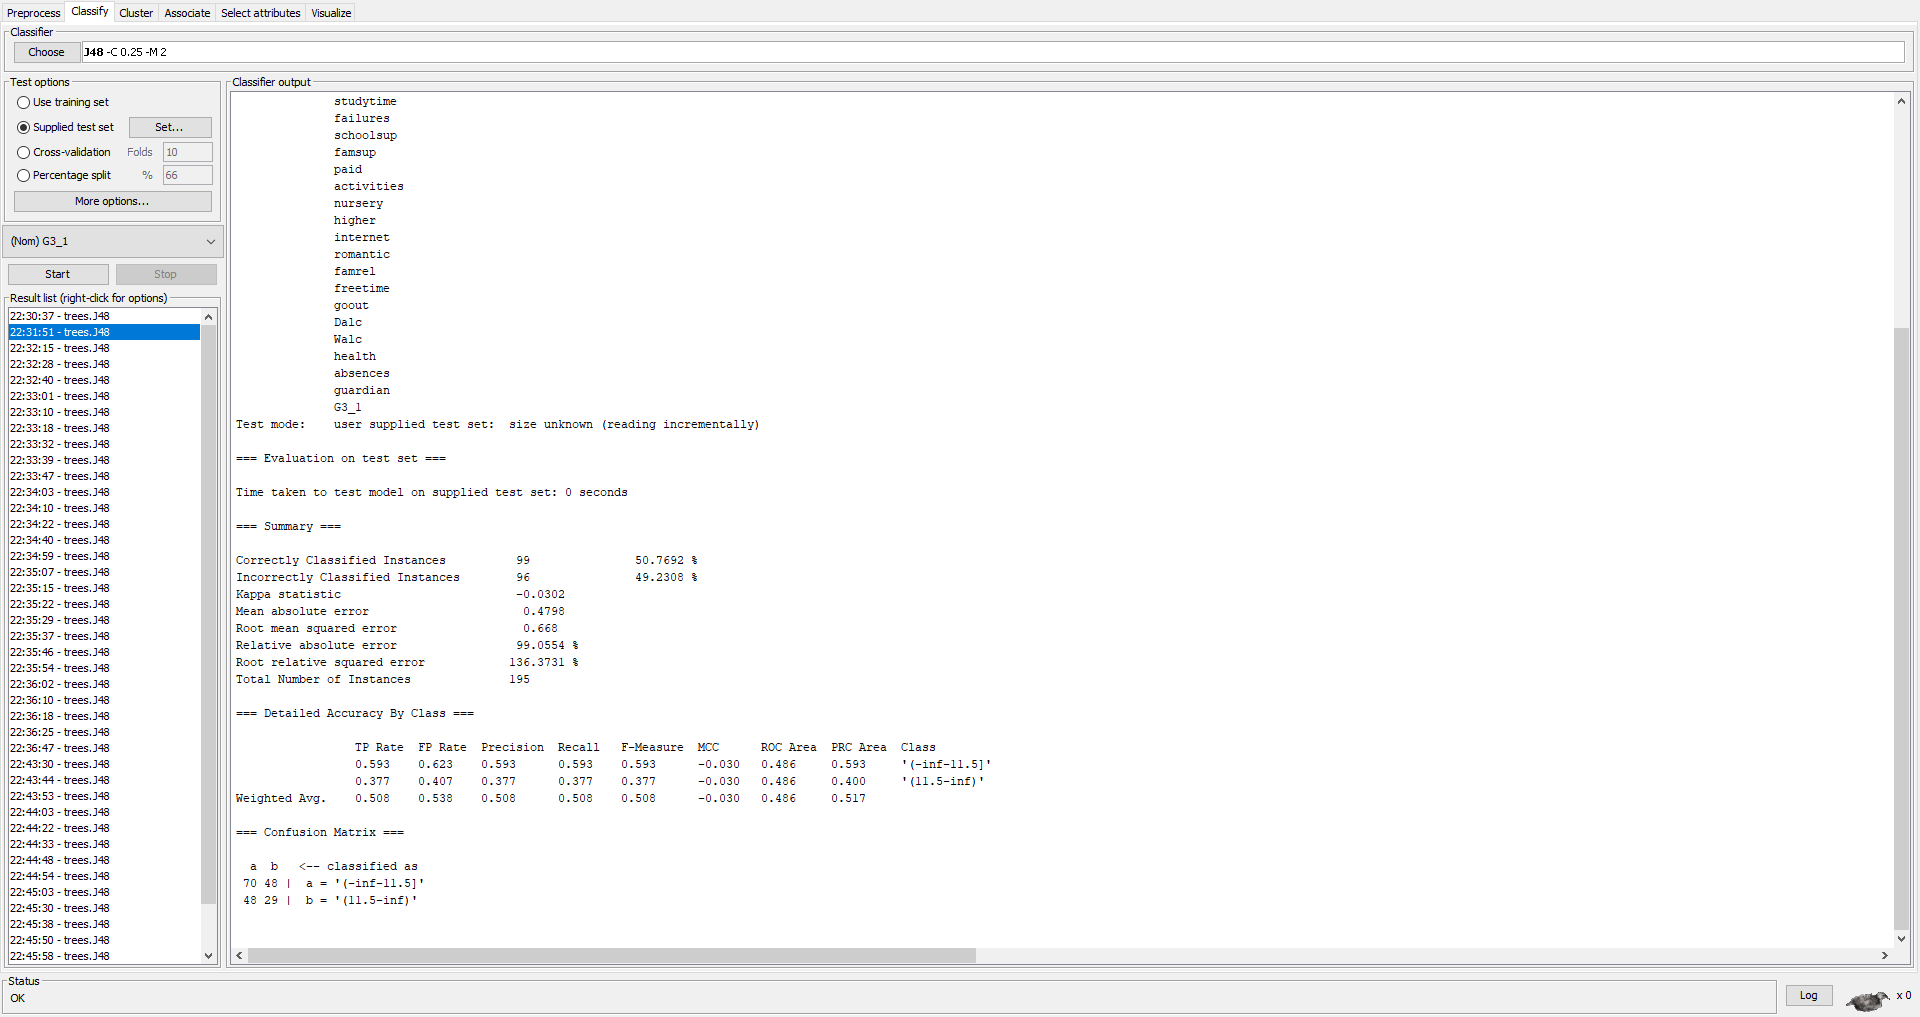 Preprocess Classify Cluster Associate Select attributes Visualize
Classifier
Choose J48 -C 0.25 -M 2
Test options
Use training set
Supplied test set Set...
Cross-validation Folds 10
Percentage split % 66
More options...
(Nom) G3_1
Start Stop
Result list (right-click for options)
22:30:37 - trees.J48
22:31:51 - trees.J48
22:32:15 - trees.J48
22:32:28 - trees.J48
22:32:40 - trees.J48
22:33:01 - trees.J48
22:33:10 - trees.J48
22:33:18 - trees.J48
22:33:32 - trees.J48
22:33:39 - trees.J48
22:33:47 - trees.J48
22:34:03 - trees.J48
22:34:10 - trees.J48
22:34:22 - trees.J48
22:34:40 - trees.J48
22:34:59 - trees.J48
22:35:07 - trees.J48
22:35:15 - trees.J48
22:35:22 - trees.J48
22:35:29 - trees.J48
22:35:37 - trees.J48
22:35:46 - trees.J48
22:35:54 - trees.J48
22:36:02 - trees.J48
22:36:10 - trees.J48
22:36:18 - trees.J48
22:36:25 - trees.J48
22:36:47 - trees.J48
22:43:30 - trees.J48
22:43:44 - trees.J48
22:43:53 - trees.J48
22:44:03 - trees.J48
22:44:22 - trees.J48
22:44:33 - trees.J48
22:44:48 - trees.J48
22:44:54 - trees.J48
22:45:03 - trees.J48
22:45:30 - trees.J48
22:45:38 - trees.J48
22:45:50 - trees.J48
22:45:58 - trees.J48
Classifier output
studytime
failures
schoolsup
famsup
paid
activities
nursery
higher
internet
romantic
famrel
freetime
goout
Dalc
Walc
health
absences
guardian
G3_1
Test mode: user supplied test set: size unknown (reading incrementally)
=== Evaluation on test set ===
Time taken to test model on supplied test set: 0 seconds
=== Summary ===
Correctly Classified Instances 99 50.7692 %
Incorrectly Classified Instances 96 49.2308 %
Kappa statistic -0.0302
Mean absolute error 0.4798
Root mean squared error 0.668
Relative absolute error 99.0554 %
Root relative squared error 136.3731 %
Total Number of Instances 195
=== Detailed Accuracy By Class ===
TP Rate FP Rate Precision Recall F-Measure MCC ROC Area PRC Area Class
0.593 0.623 0.593 0.593 0.593 -0.030 0.486 0.593 '(-inf-11.5]'
0.377 0.407 0.377 0.377 0.377 -0.030 0.486 0.400 '(11.5-inf)'
Weighted Avg. 0.508 0.538 0.508 0.508 0.508 -0.030 0.486 0.517
=== Confusion Matrix ===
a b <-- classified as
70 48 | a = '(-inf-11.5]'
48 29 | b = '(11.5-inf)'
Status
OK
Log x 0